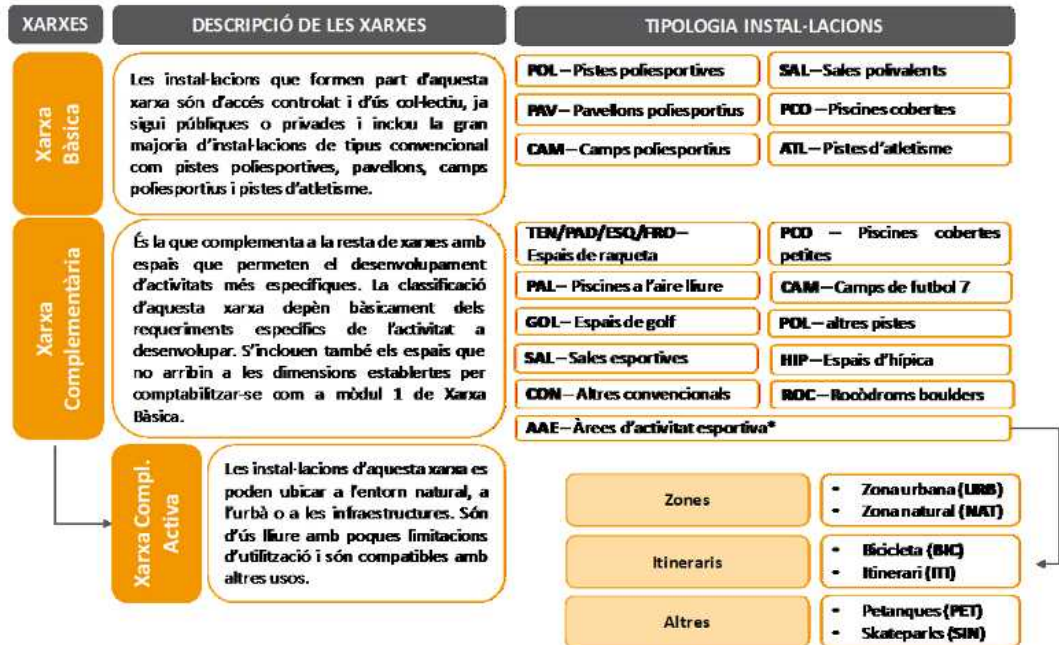 XARXES
DESCRIPCIÓ DE LES XARXES
TIPOLOGIA INSTAL·LACIONS
Xarxa
Bàsica
Les instal·lacions que formen part d'aquesta
xarxa són d'accés controlat i d'ús col·lectiu, ja
sigui públiques o privades i inclou la gran
majoria d'instal·lacions de tipus convencional
com pistes poliesportives, pavellons, camps
poliesportius i pistes d'atletisme.
POL – Pistes poliesportives
SAL – Sales polivalents
PAV – Pavellons poliesportius
PCO – Piscines cobertes
CAM – Camps poliesportius
ATL – Pistes d'atletisme
Xarxa
Complementària
És la que complementa a la resta de xarxes amb
espais que permeten el desenvolupament
d'activitats més específiques. La classificació
d'aquesta xarxa depèn bàsicament dels
requeriments específics de l'activitat a
desenvolupar. S'inclouen també els espais que
no arribin a les dimensions establertes per
comptabilitzar-se com a mòdul 1 de Xarxa
Bàsica.
TEN/PAD/ESQ/FRO –
Espais de raqueta
PCO – Piscines cobertes
petites
PAL – Piscines a l'aire lliure
CAM – Camps de futbol 7
GOL – Espais de golf
POL – altres pistes
SAL – Sales esportives
HIP – Espais d'hípica
CON – Altres convencionals
ROC – Rocòdroms boulders
AAE – Àrees d'activitat esportiva*
Xarxa Compl.
Activa
Les instal·lacions d'aquesta xarxa es
poden ubicar a l'entorn natural, a
l'urbà o a les infraestructures. Són
d'ús lliure amb poques limitacions
d'utilització i són compatibles amb
altres usos.
Zones
- Zona urbana (URB)
- Zona natural (NAT)
Itineraris
- Bicicleta (BIC)
- Itinerari (ITI)
Altres
- Petanques (PET)
- Skateparks (SIN)